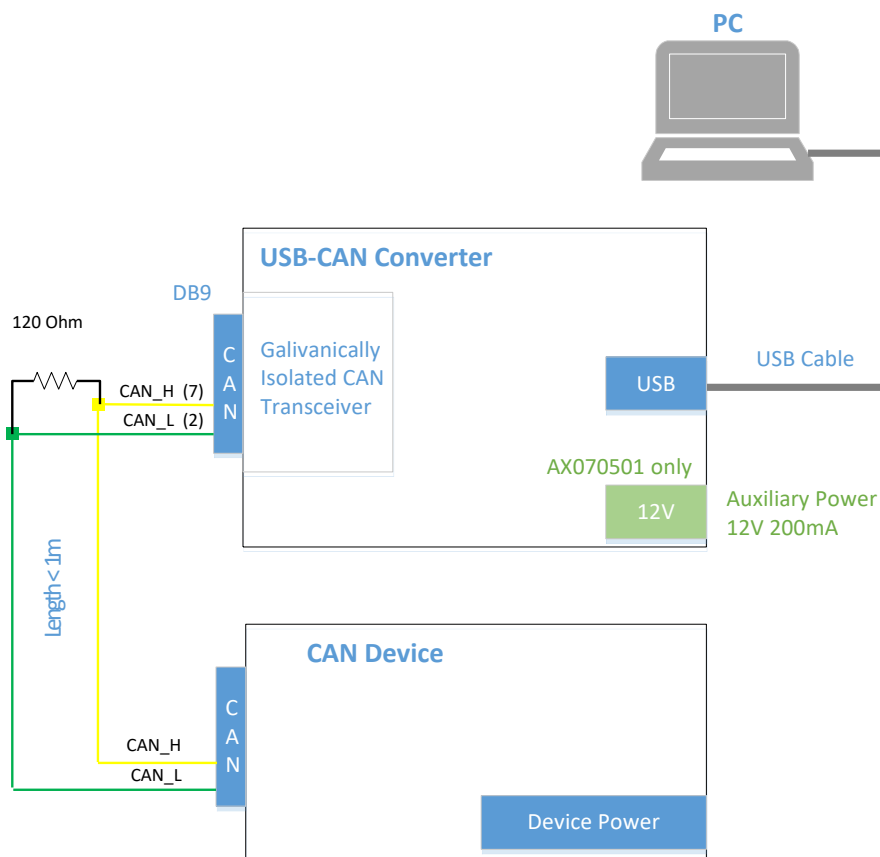 PC
USB-CAN Converter
DB9
120 Ohm
C
A
N
Galivanically
Isolated CAN
Transceiver
CAN_H (7)
CAN_L (2)
USB
USB Cable
AX070501 only
12V
Auxiliary Power
12V 200mA
Length < 1m
CAN Device
C
A
N
CAN_H
CAN_L
Device Power